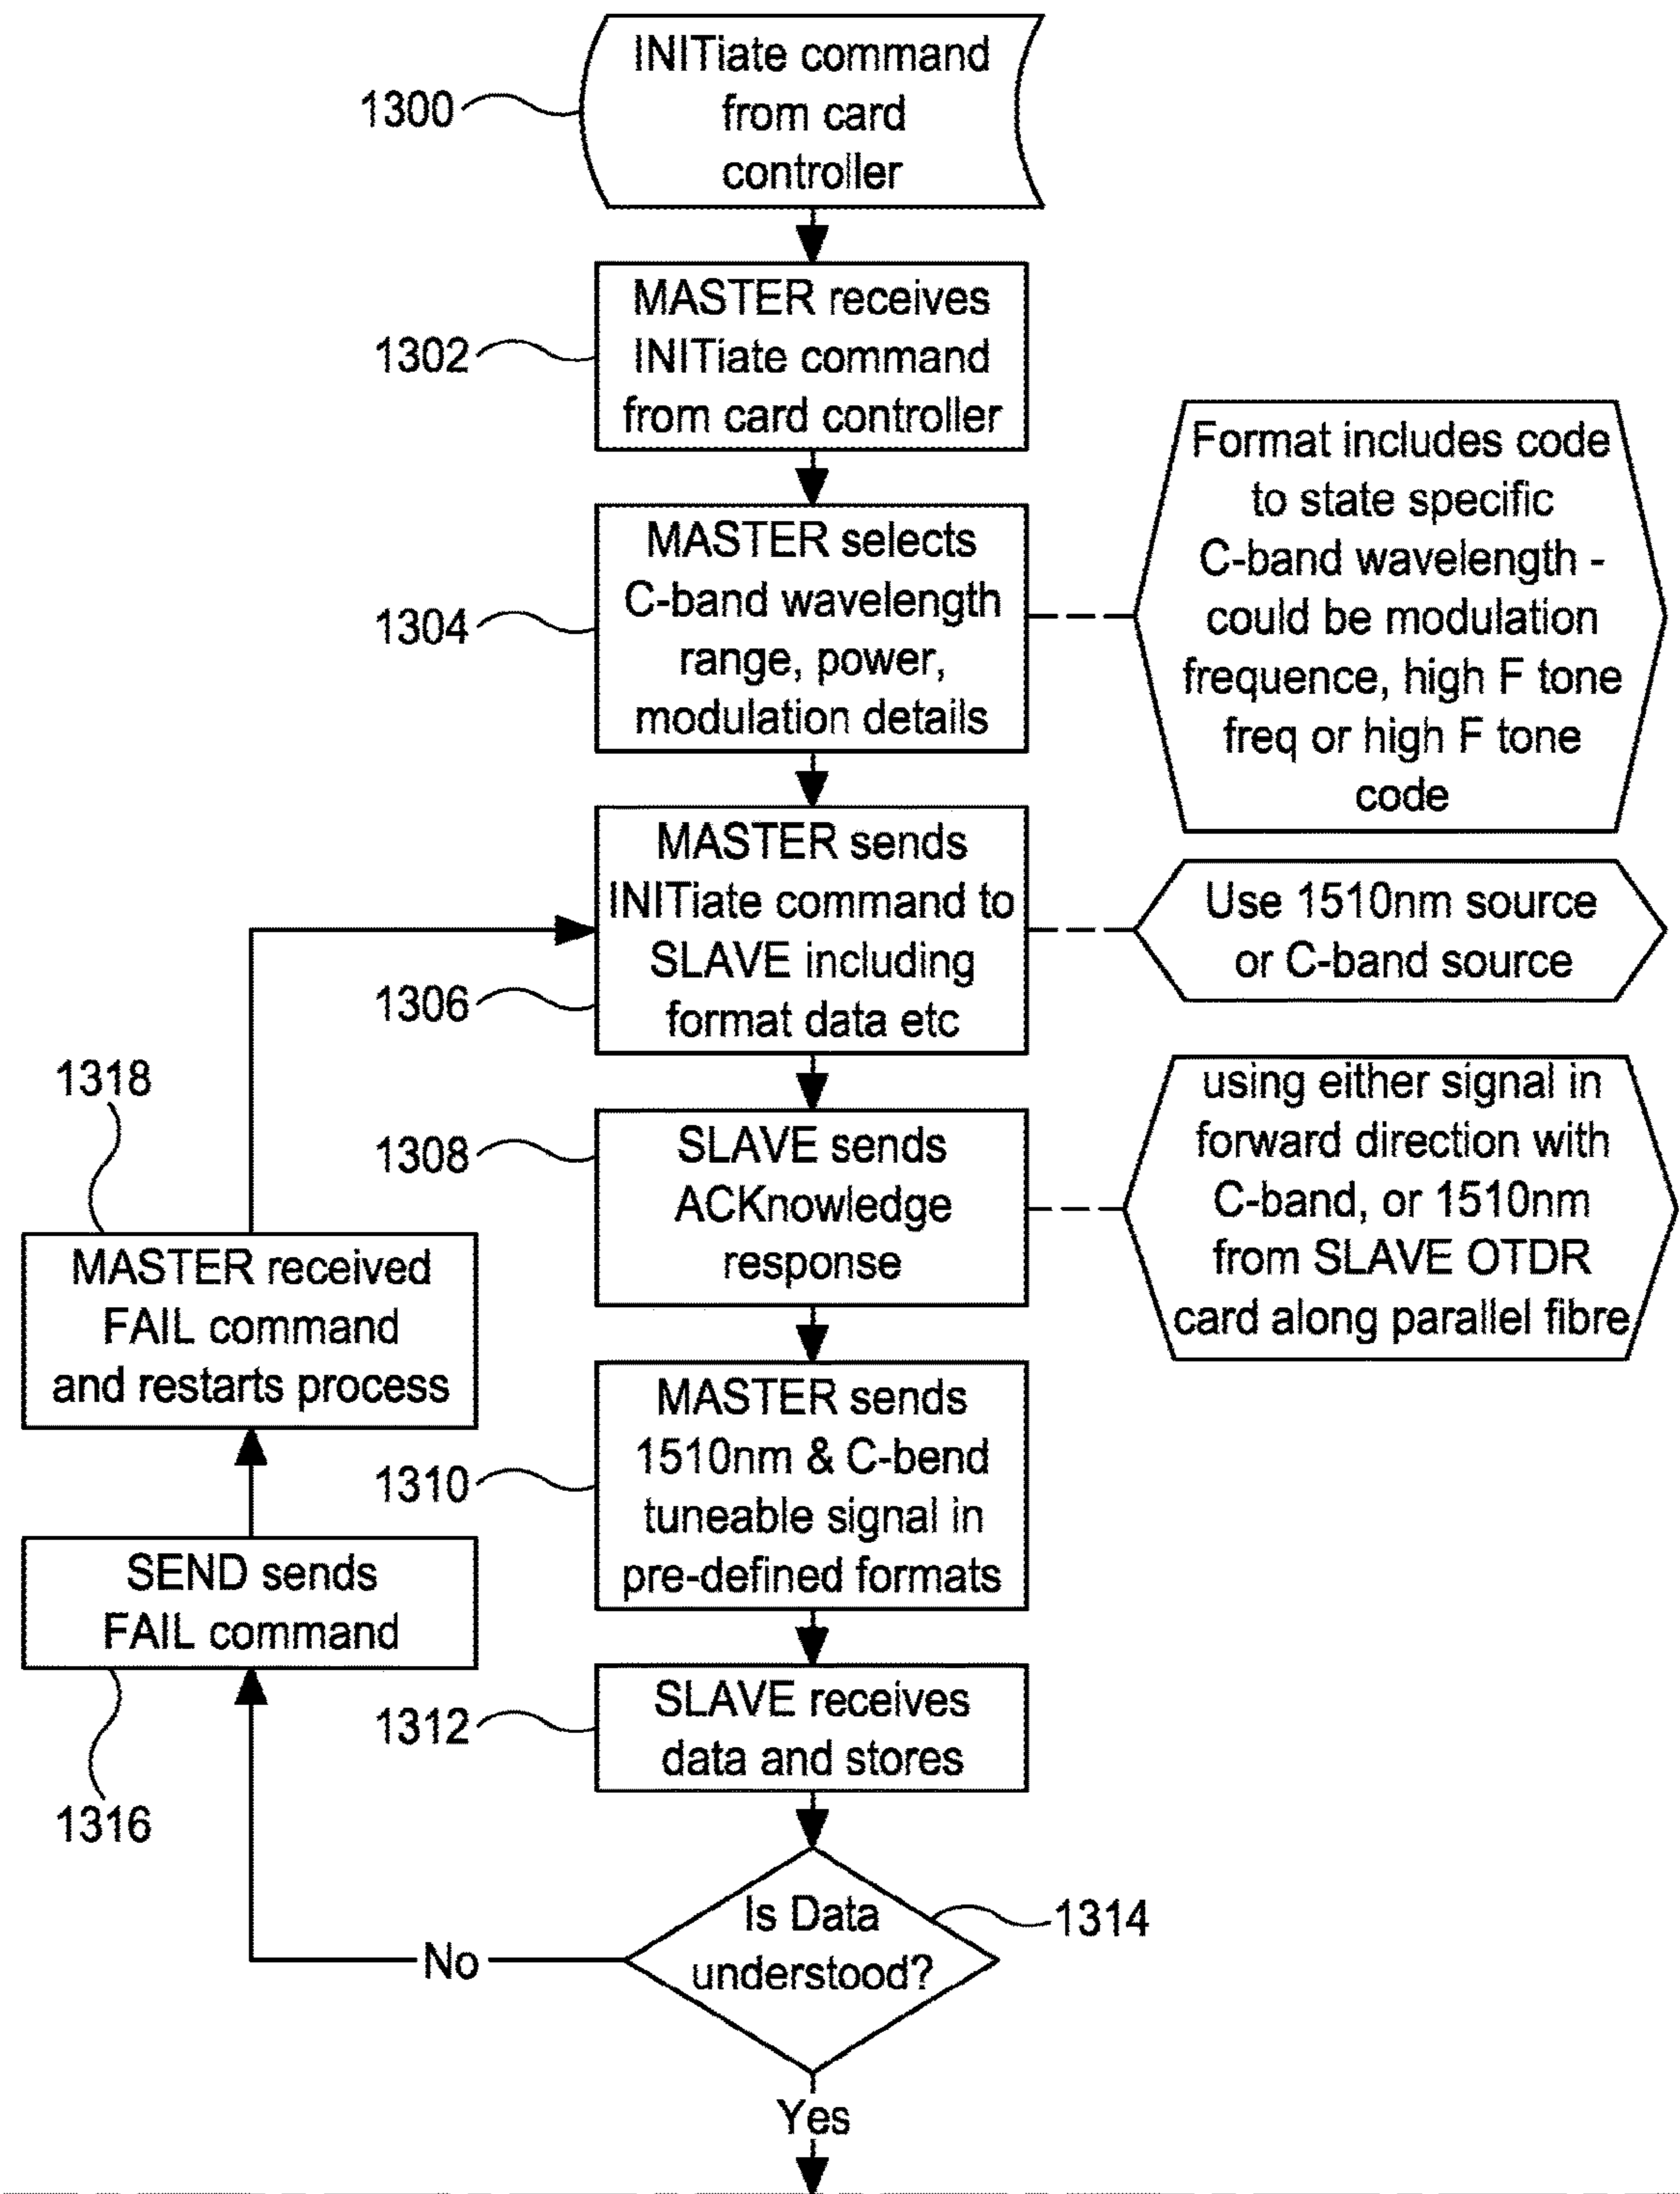 INITiate command
from card
controller
1300
MASTER receives
INITiate command
from card controller
1302
MASTER selects
C-band wavelength
range, power,
modulation details
1304
Format includes code
to state specific
C-band wavelength -
could be modulation
frequence, high F tone
freq or high F tone
code
MASTER sends
INITiate command to
SLAVE including
format data etc
1306
Use 1510nm source
or C-band source
SLAVE sends
ACKnowledge
response
1308
using either signal in
forward direction with
C-band, or 1510nm
from SLAVE OTDR
card along parallel fibre
1318
MASTER received
FAIL command
and restarts process
MASTER sends
1510nm & C-bend
tuneable signal in
pre-defined formats
1310
SEND sends
FAIL command
1316
SLAVE receives
data and stores
1312
Is Data
understood?
1314
No
Yes